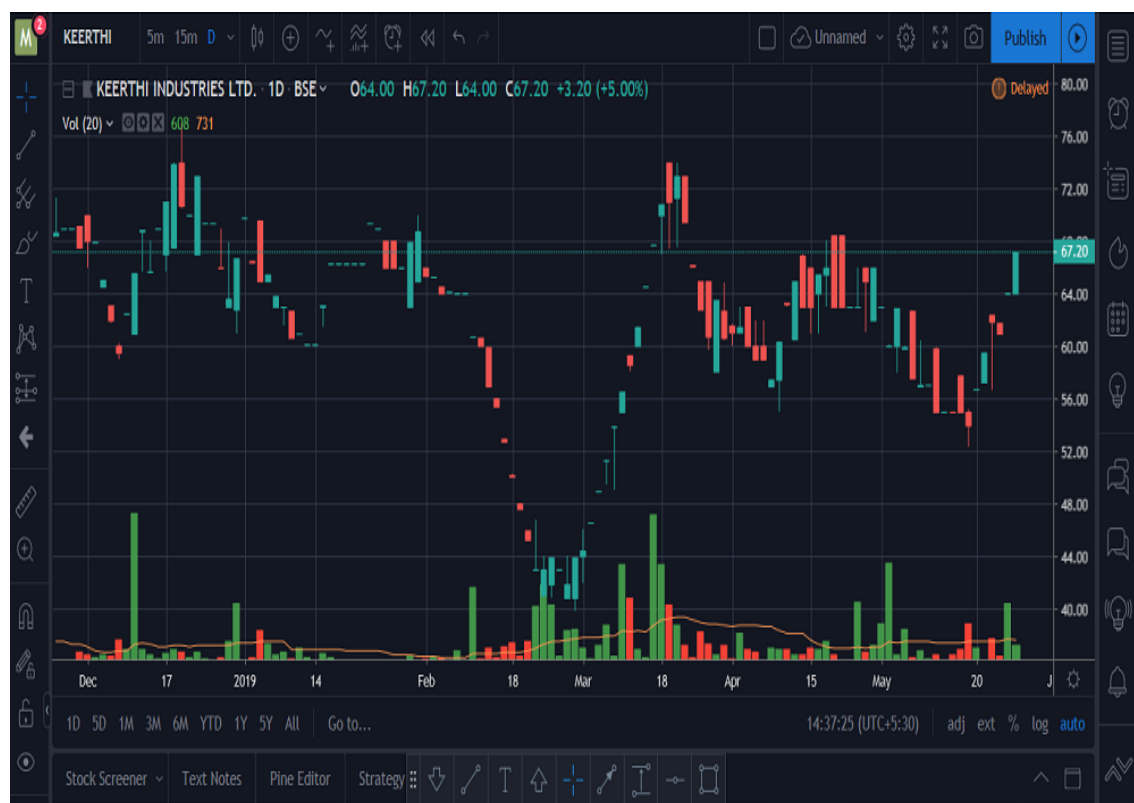 M 2 KEERTHI 5m 15m D Unnamed Publish
KEERTHI INDUSTRIES LTD. · 1D · BSE O64.00 H67.20 L64.00 C67.20 +3.20 (+5.00%) Delayed
Vol (20) 608 731
80.00
76.00
72.00
68.00
67.20
64.00
60.00
56.00
52.00
48.00
44.00
40.00
Dec 17 2019 14 Feb 18 Mar 18 Apr 15 May 20 J
1D 5D 1M 3M 6M YTD 1Y 5Y All Go to... 14:37:25 (UTC+5:30) adj ext % log auto
Stock Screener Text Notes Pine Editor Strategy T